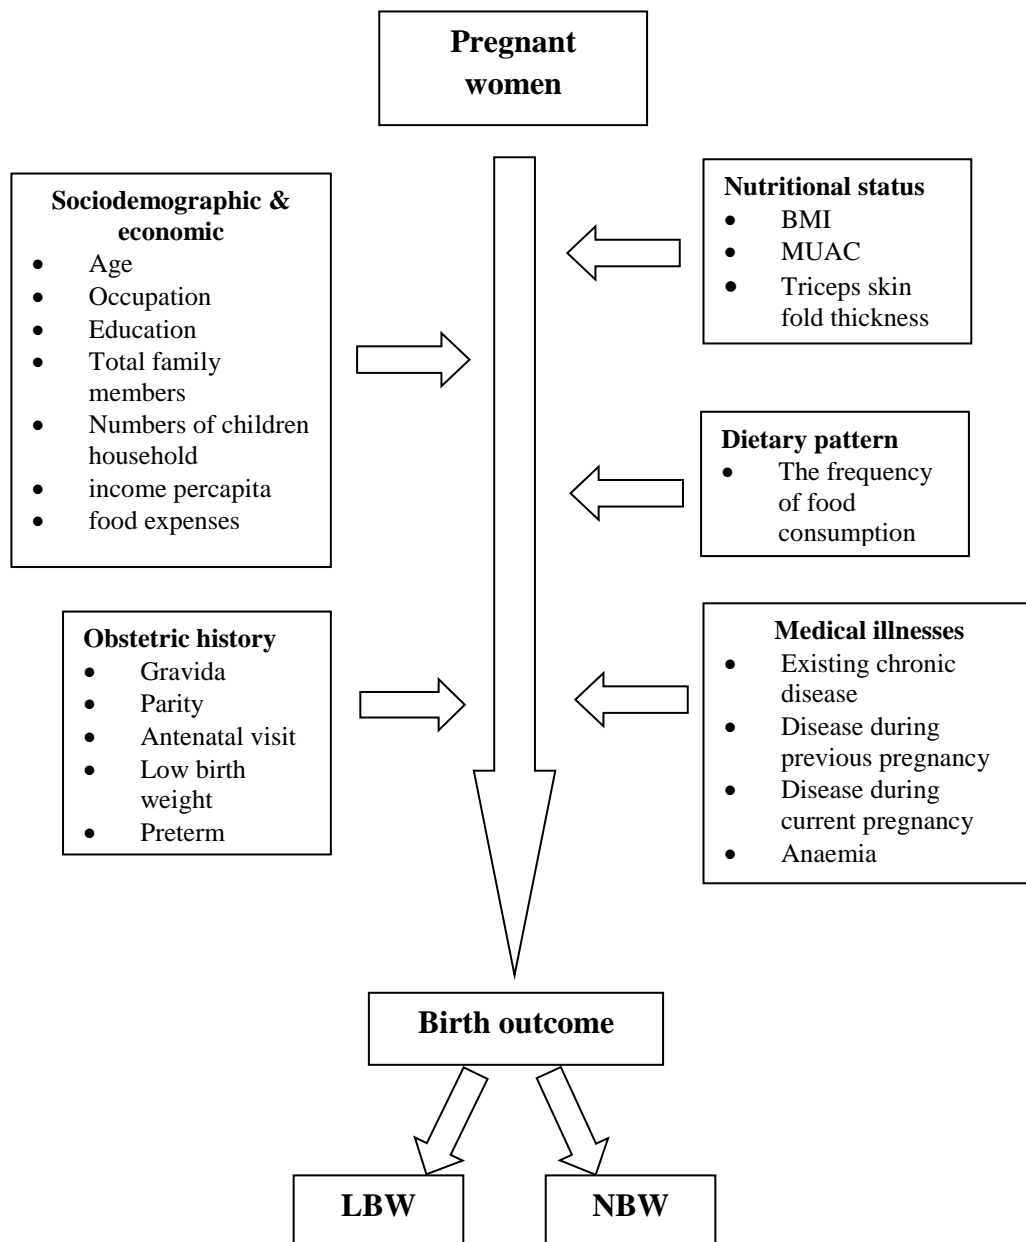 Pregnant
women
Sociodemographic &
economic
• Age
• Occupation
• Education
• Total family
members
• Numbers of children
household
• income percapita
• food expenses
Nutritional status
• BMI
• MUAC
• Triceps skin
fold thickness
Dietary pattern
• The frequency
of food
consumption
Obstetric history
• Gravida
• Parity
• Antenatal visit
• Low birth
weight
• Preterm
Medical illnesses
• Existing chronic
disease
• Disease during
previous pregnancy
• Disease during
current pregnancy
• Anaemia
Birth outcome
LBW
NBW